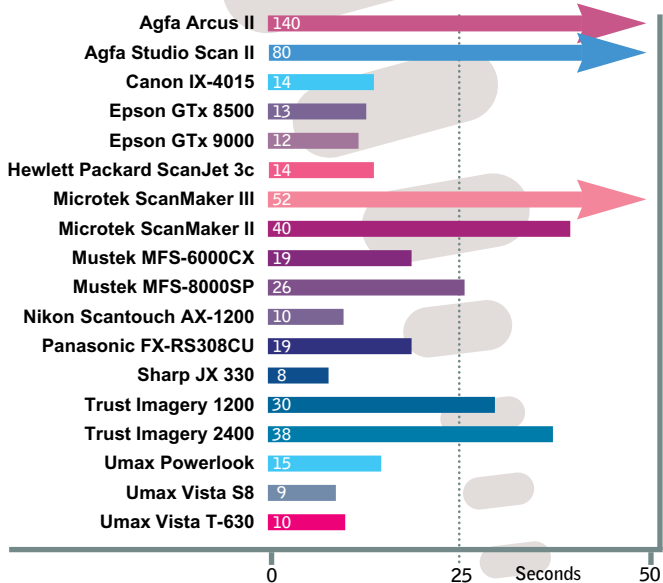 Agfa Arcus II 140
Agfa Studio Scan II 80
Canon IX-4015 14
Epson GTx 8500 13
Epson GTx 9000 12
Hewlett Packard ScanJet 3c 14
Microtek ScanMaker III 52
Microtek ScanMaker II 40
Mustek MFS-6000CX 19
Mustek MFS-8000SP 26
Nikon Scantouch AX-1200 10
Panasonic FX-RS308CU 19
Sharp JX 330 8
Trust Imagery 1200 30
Trust Imagery 2400 38
Umax Powerlook 15
Umax Vista S8 9
Umax Vista T-630 10
0 25 Seconds 50